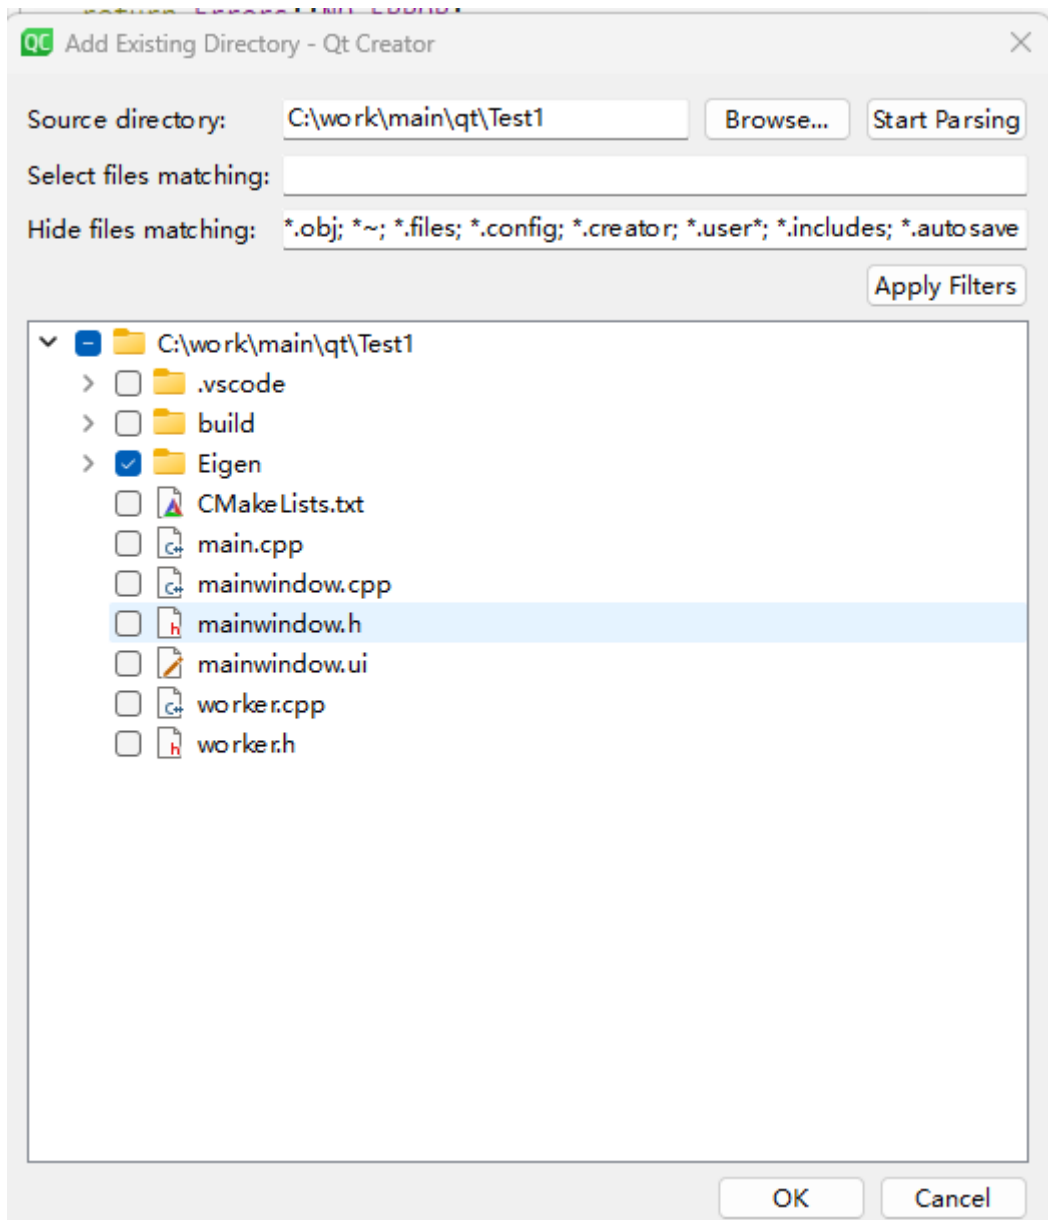 QC Add Existing Directory - Qt Creator
Source directory: C:\work\main\qt\Test1 Browse... Start Parsing
Select files matching:
Hide files matching: *.obj; *~; *.files; *.config; *.creator; *.user*; *.includes; *.autosave
Apply Filters
C:\work\main\qt\Test1
.vscode
build
Eigen
CMakeLists.txt
C++ main.cpp
C++ mainwindow.cpp
h mainwindow.h
mainwindow.ui
C++ worker.cpp
h worker.h
OK Cancel